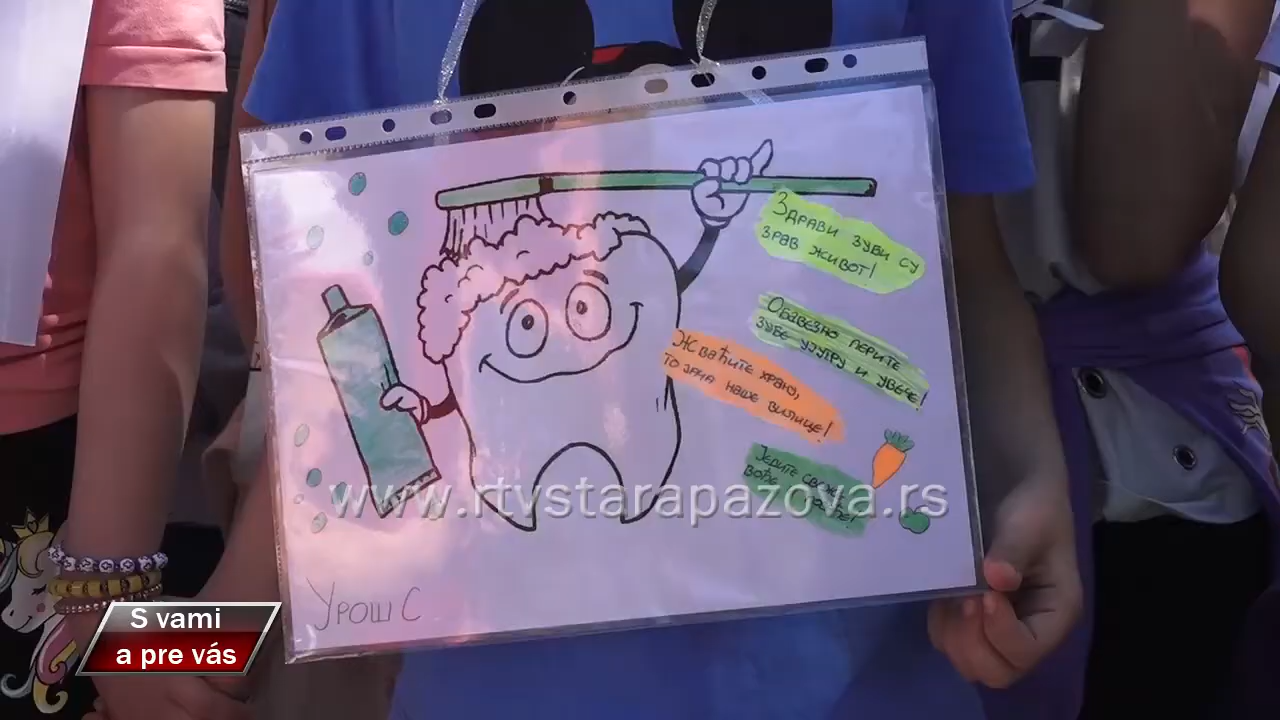 Здрави зуби су
зрав живот!
Обавезно перите
зубе ујутру и увече!
Жваћите храну,
то јача наше вилице!
Једите свеже
воће
www.rtvstarapazova.rs
Урош С
S vami
a pre vás